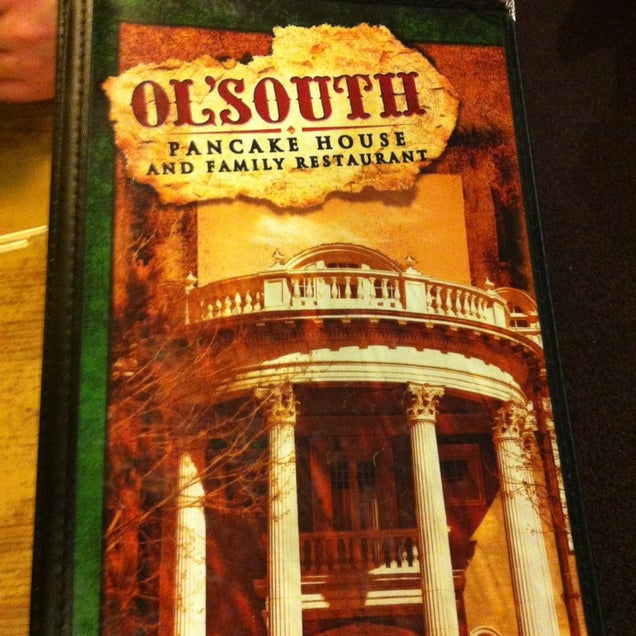 OL'SOUTH
PANCAKE HOUSE
AND FAMILY RESTAURANT